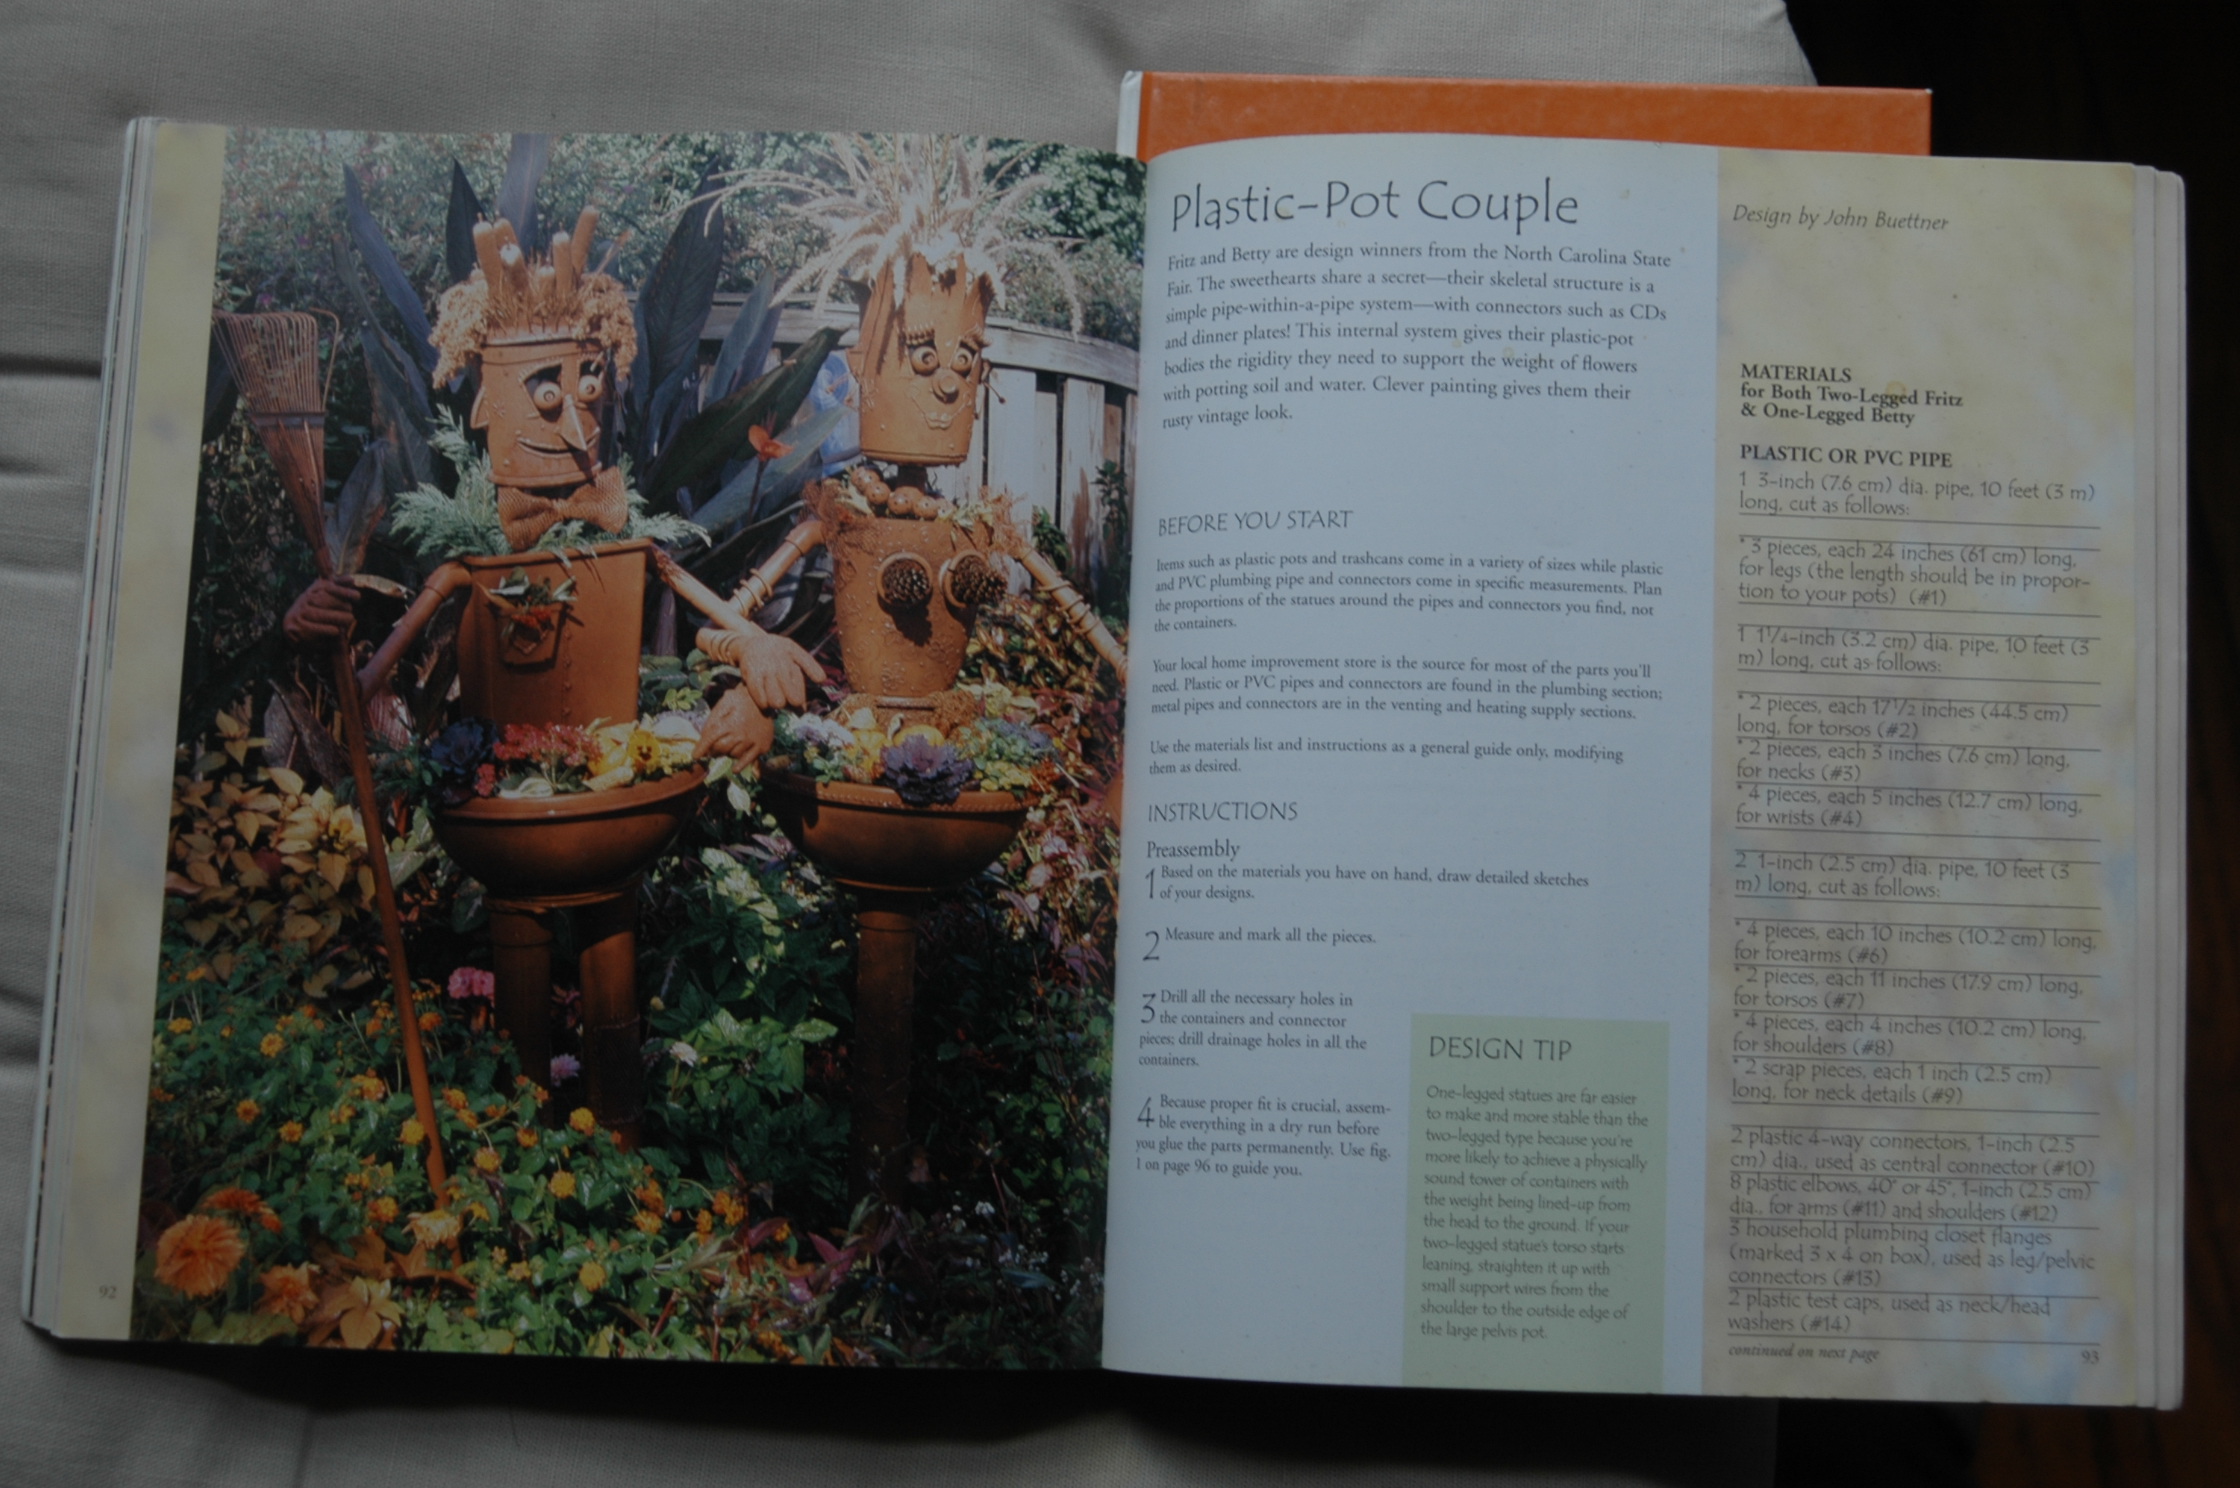 92
Plastic-Pot Couple
Fritz and Betty are design winners from the North Carolina State
Fair. The sweethearts share a secret—their skeletal structure is a
simple pipe-within-a-pipe system—with connectors such as CDs
and dinner plates! This internal system gives their plastic-pot
bodies the rigidity they need to support the weight of flowers
with potting soil and water. Clever painting gives them their
rusty vintage look.
BEFORE YOU START
Items such as plastic pots and trashcans come in a variety of sizes while plastic
and PVC plumbing pipe and connectors come in specific measurements. Plan
the proportions of the statues around the pipes and connectors you find, not
the containers.
Your local home improvement store is the source for most of the parts you'll
need. Plastic or PVC pipes and connectors are found in the plumbing section;
metal pipes and connectors are in the venting and heating supply sections.
Use the materials list and instructions as a general guide only, modifying
them as desired.
INSTRUCTIONS
Preassembly
1 Based on the materials you have on hand, draw detailed sketches
of your designs.
2 Measure and mark all the pieces.
3 Drill all the necessary holes in
the containers and connector
pieces; drill drainage holes in all the
containers.
4 Because proper fit is crucial, assem-
ble everything in a dry run before
you glue the parts permanently. Use fig.
1 on page 96 to guide you.
DESIGN TIP
One-legged statues are far easier
to make and more stable than the
two-legged type because you're
more likely to achieve a physically
sound tower of containers with
the weight being lined-up from
the head to the ground. If your
two-legged statue's torso starts
leaning, straighten it up with
small support wires from the
shoulder to the outside edge of
the large pelvis pot.
Design by John Buettner
MATERIALS
for Both Two-Legged Fritz
& One-Legged Betty
PLASTIC OR PVC PIPE
1 3-inch (7.6 cm) dia. pipe, 10 feet (3 m)
long, cut as follows:
* 3 pieces, each 24 inches (61 cm) long,
for legs (the length should be in propor-
tion to your pots) (#1)
1 1 1/4-inch (3.2 cm) dia. pipe, 10 feet (3
m) long, cut as follows:
* 2 pieces, each 17 1/2 inches (44.5 cm)
long, for torsos (#2)
* 2 pieces, each 3 inches (7.6 cm) long,
for necks (#3)
* 4 pieces, each 5 inches (12.7 cm) long,
for wrists (#4)
2 1-inch (2.5 cm) dia. pipe, 10 feet (3
m) long, cut as follows:
* 4 pieces, each 10 inches (10.2 cm) long,
for forearms (#6)
* 2 pieces, each 11 inches (17.9 cm) long,
for torsos (#7)
* 4 pieces, each 4 inches (10.2 cm) long,
for shoulders (#8)
* 2 scrap pieces, each 1 inch (2.5 cm)
long, for neck details (#9)
2 plastic 4-way connectors, 1-inch (2.5
cm) dia., used as central connector (#10)
8 plastic elbows, 40° or 45°, 1-inch (2.5 cm)
dia., for arms (#11) and shoulders (#12)
3 household plumbing closet flanges
(marked 3 x 4 on box), used as leg/pelvic
connectors (#13)
2 plastic test caps, used as neck/head
washers (#14)
continued on next page
93